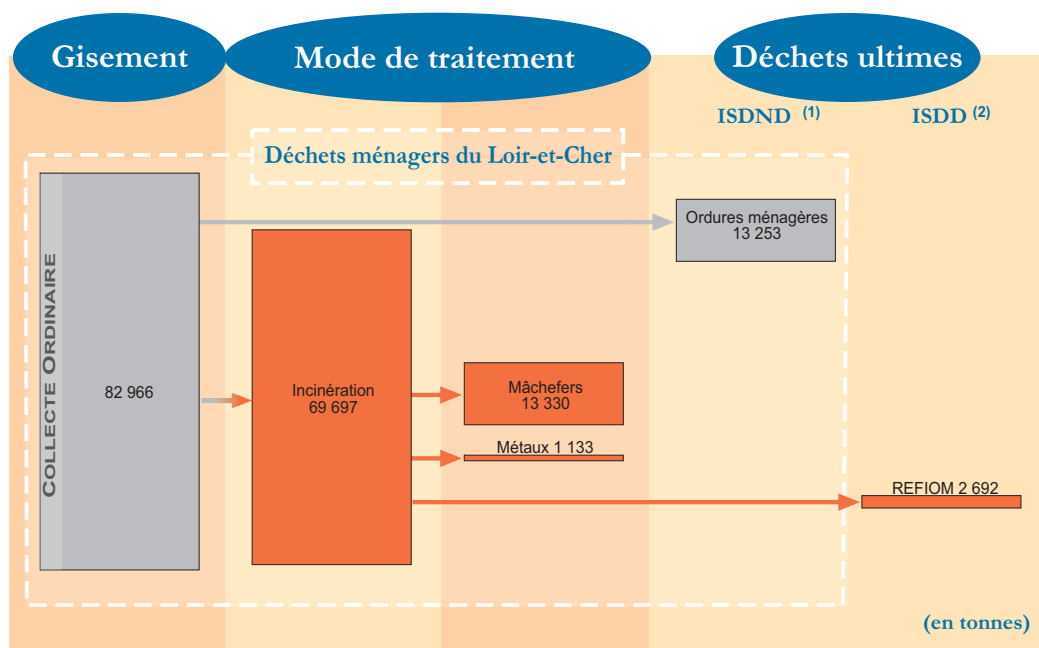 Gisement
Mode de traitement
Déchets ultimes
ISDND (1)
ISDD (2)
Déchets ménagers du Loir-et-Cher
COLLECTE ORDINAIRE
82 966
Ordures ménagères
13 253
Incinération
69 697
Mâchefers
13 330
Métaux 1 133
REFIOM 2 692
(en tonnes)